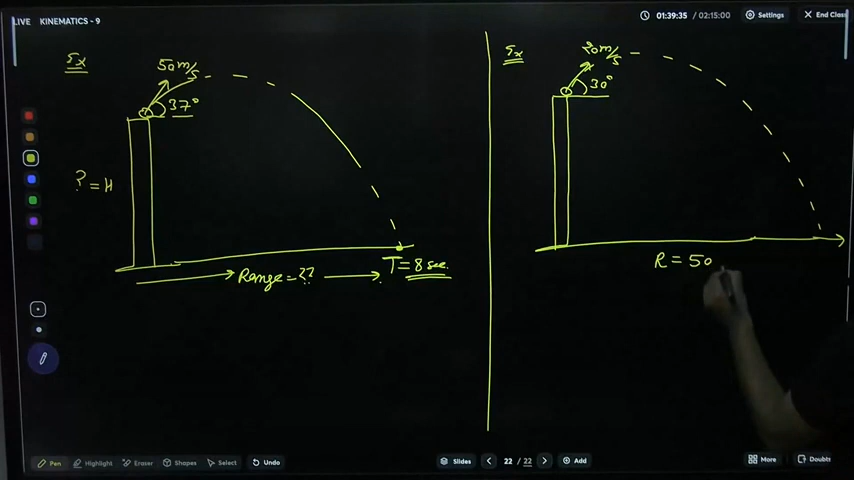 LIVE KINEMATICS - 9
01:39:35 / 02:15:00
Settings
End Class
Ex
50m/s
37°
? = H
Range = ??
T = 8 sec.
Ex
20m/s
30°
R = 50
Pen
Highlight
Eraser
Shapes
Select
Undo
Slides
22 / 22
Add
More
Doubts